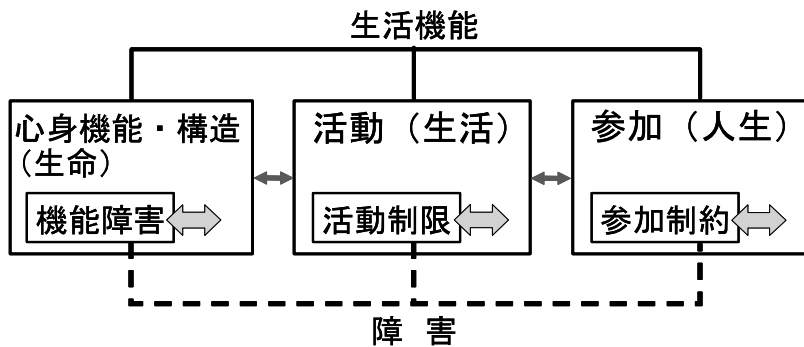 生活機能
心身機能・構造
(生命)
活動（生活）
参加（人生）
機能障害
活動制限
参加制約
障 害